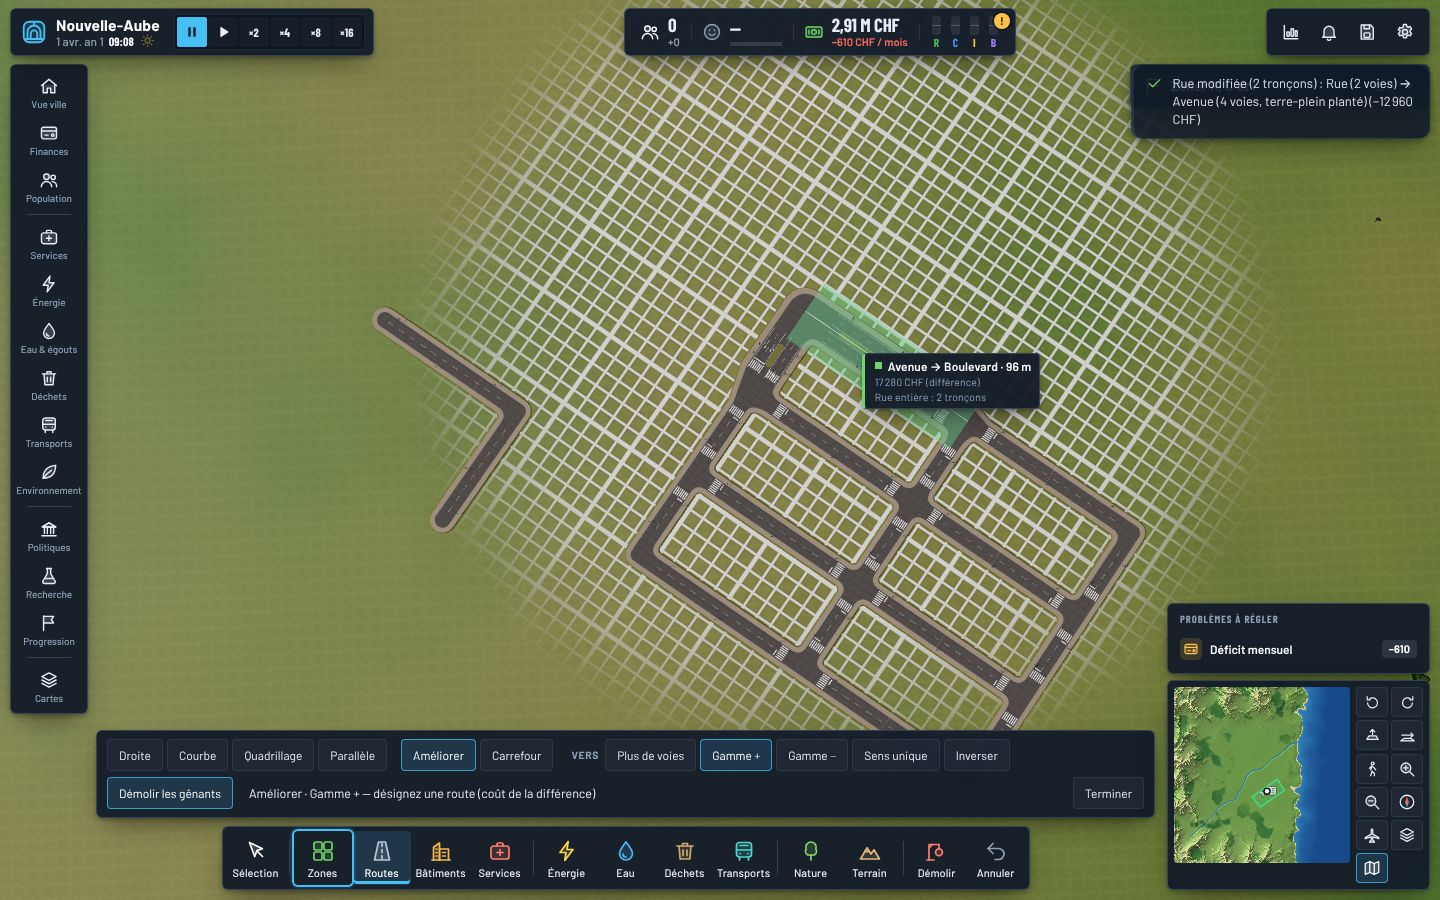 Nouvelle-Aube
1 avr. an 1 09:08
×2 ×4 ×8 ×16
0
+0
–
2,91 M CHF
−610 CHF / mois
R C I B
!
Rue modifiée (2 tronçons) : Rue (2 voies) →
Avenue (4 voies, terre-plein planté) (−12 960
CHF)
Vue ville
Finances
Population
Services
Énergie
Eau & égouts
Déchets
Transports
Environnement
Politiques
Recherche
Progression
Cartes
Avenue → Boulevard · 96 m
17 280 CHF (différence)
Rue entière : 2 tronçons
PROBLÈMES À RÉGLER
Déficit mensuel −610
Droite Courbe Quadrillage Parallèle Améliorer Carrefour VERS Plus de voies Gamme + Gamme − Sens unique Inverser
Démolir les gênants Améliorer · Gamme + — désignez une route (coût de la différence) Terminer
Sélection Zones Routes Bâtiments Services Énergie Eau Déchets Transports Nature Terrain Démolir Annuler